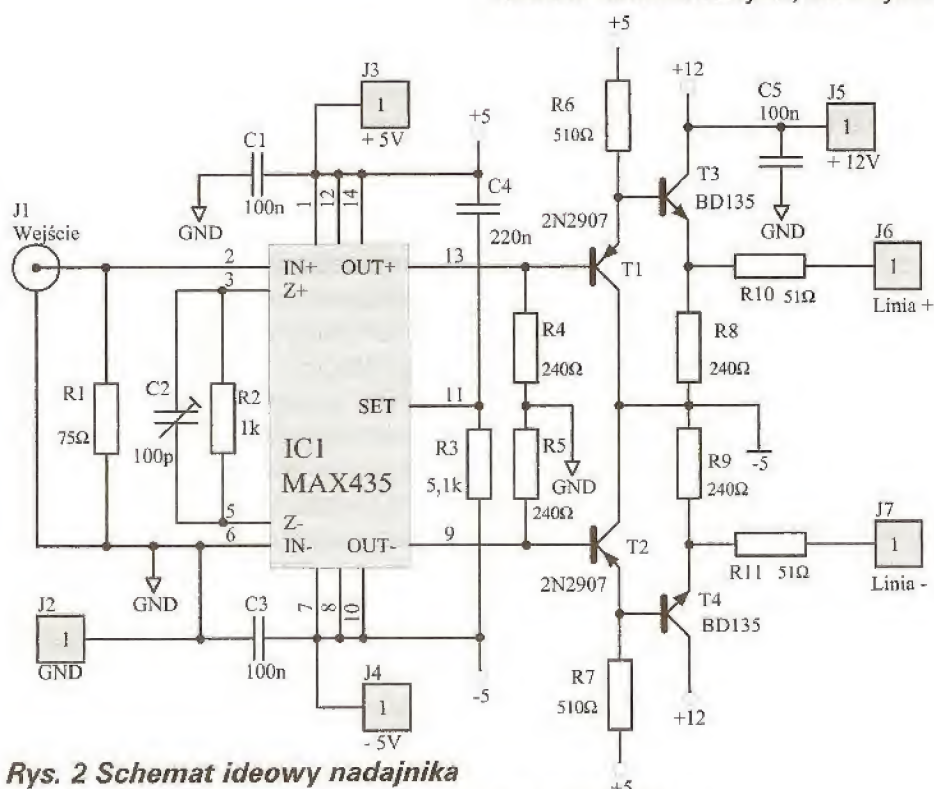 +5
J3
1
+ 5V
+5
R6
510Ω
+12
C5
100n
J5
1
+ 12V
C1
100n
GND
1
12
14
C4
220n
T3
BD135
GND
J1
Wejście
2
3
IN+
Z+
OUT+
13
2N2907
T1
R10
51Ω
J6
1
Linia +
R1
75Ω
C2
100p
R2
1k
SET
11
IC1
MAX435
R4
240Ω
R8
240Ω
R3
5,1k
R5
240Ω
GND
-5
R9
240Ω
5
6
Z-
IN-
OUT-
9
T2
2N2907
R11
51Ω
J7
1
Linia -
GND
J2
1
GND
C3
100n
7
8
10
T4
BD135
J4
1
- 5V
-5
R7
510Ω
+12
+5
Rys. 2 Schemat ideowy nadajnika